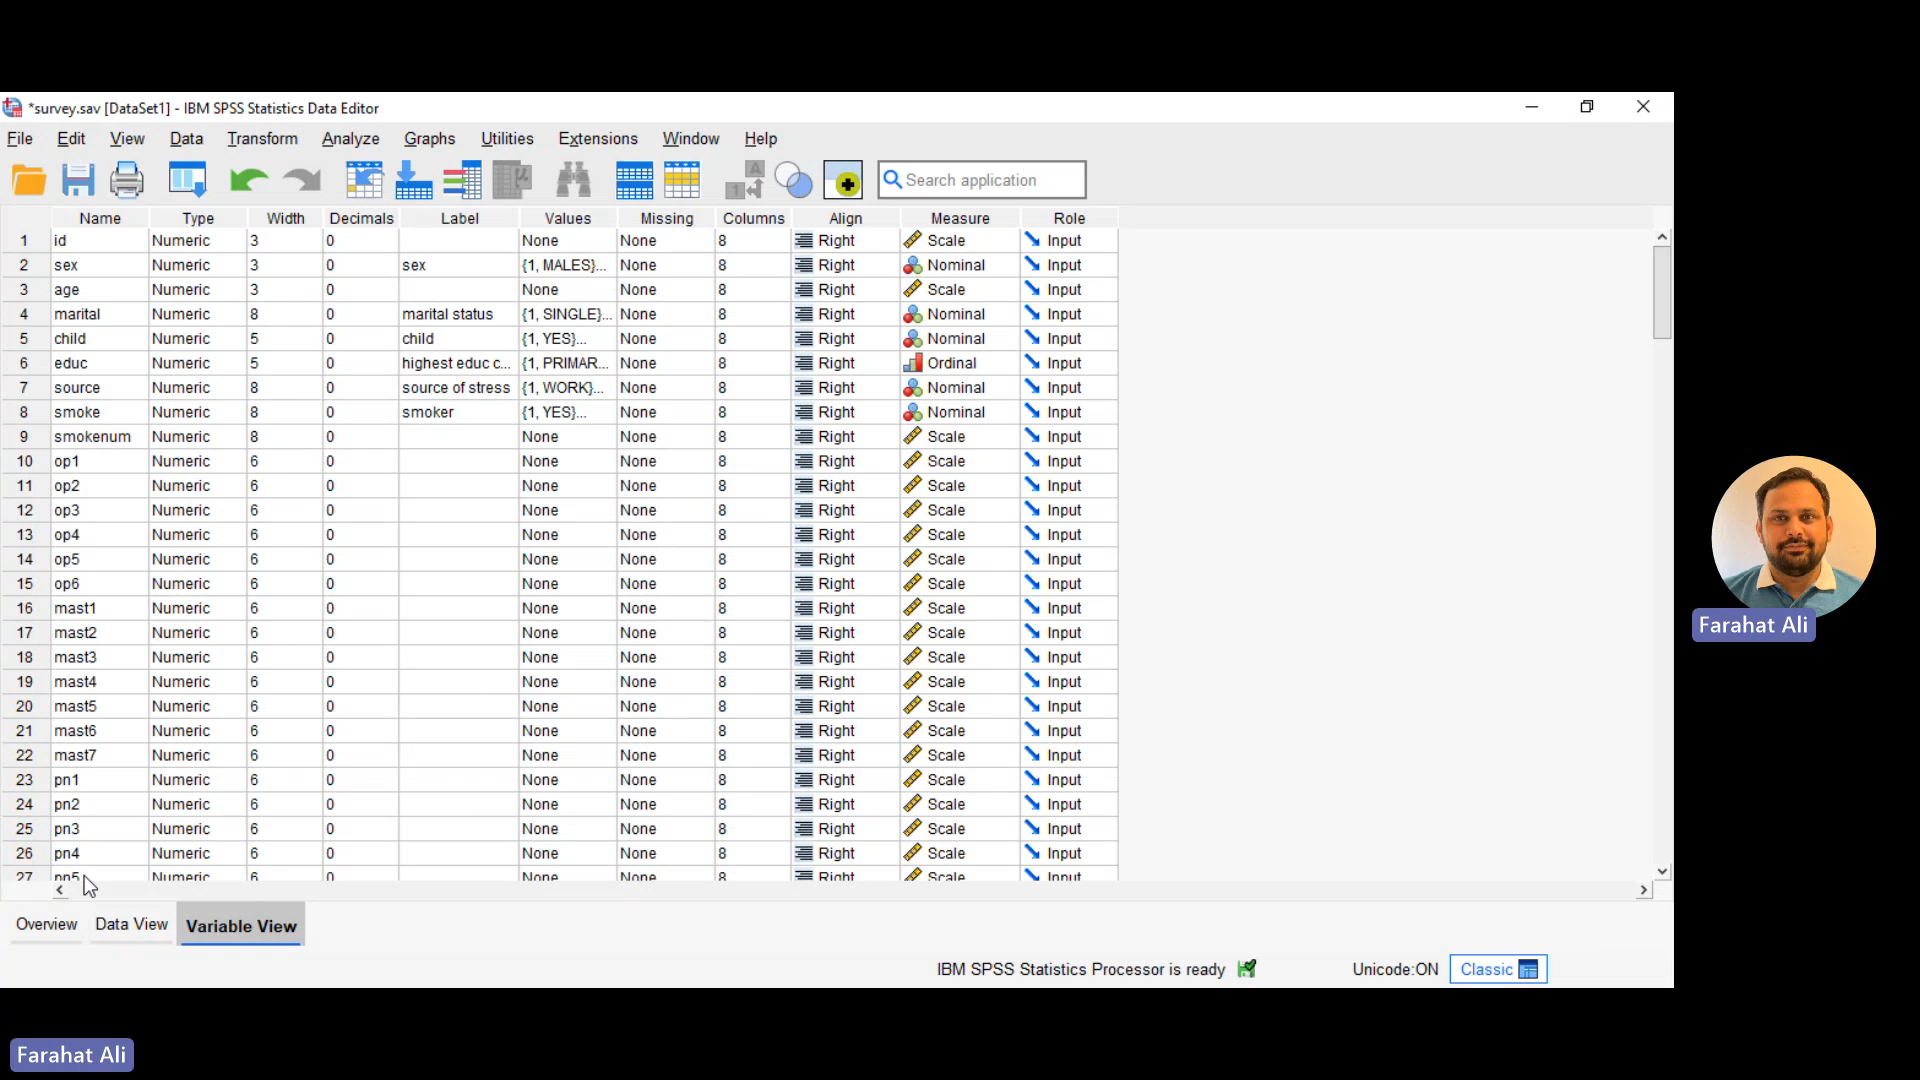 *survey.sav [DataSet1] - IBM SPSS Statistics Data Editor
File Edit View Data Transform Analyze Graphs Utilities Extensions Window Help
Search application
Name Type Width Decimals Label Values Missing Columns Align Measure Role
1 id Numeric 3 0 None None 8 Right Scale Input
2 sex Numeric 3 0 sex {1, MALES}... None 8 Right Nominal Input
3 age Numeric 3 0 None None 8 Right Scale Input
4 marital Numeric 8 0 marital status {1, SINGLE}... None 8 Right Nominal Input
5 child Numeric 5 0 child {1, YES}... None 8 Right Nominal Input
6 educ Numeric 5 0 highest educ c... {1, PRIMAR... None 8 Right Ordinal Input
7 source Numeric 8 0 source of stress {1, WORK}... None 8 Right Nominal Input
8 smoke Numeric 8 0 smoker {1, YES}... None 8 Right Nominal Input
9 smokenum Numeric 8 0 None None 8 Right Scale Input
10 op1 Numeric 6 0 None None 8 Right Scale Input
11 op2 Numeric 6 0 None None 8 Right Scale Input
12 op3 Numeric 6 0 None None 8 Right Scale Input
13 op4 Numeric 6 0 None None 8 Right Scale Input
14 op5 Numeric 6 0 None None 8 Right Scale Input
15 op6 Numeric 6 0 None None 8 Right Scale Input
16 mast1 Numeric 6 0 None None 8 Right Scale Input
17 mast2 Numeric 6 0 None None 8 Right Scale Input
18 mast3 Numeric 6 0 None None 8 Right Scale Input
19 mast4 Numeric 6 0 None None 8 Right Scale Input
20 mast5 Numeric 6 0 None None 8 Right Scale Input
21 mast6 Numeric 6 0 None None 8 Right Scale Input
22 mast7 Numeric 6 0 None None 8 Right Scale Input
23 pn1 Numeric 6 0 None None 8 Right Scale Input
24 pn2 Numeric 6 0 None None 8 Right Scale Input
25 pn3 Numeric 6 0 None None 8 Right Scale Input
26 pn4 Numeric 6 0 None None 8 Right Scale Input
27 pn5 Numeric 6 0 None None 8 Right Scale Input
Overview Data View Variable View
IBM SPSS Statistics Processor is ready Unicode:ON Classic
Farahat Ali
Farahat Ali